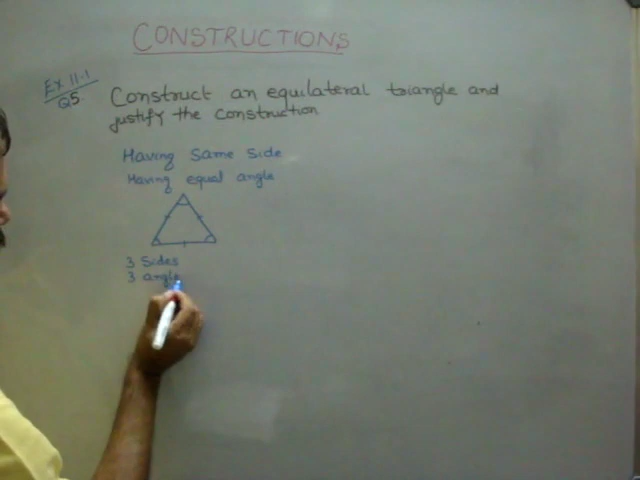 CONSTRUCTIONS
Ex 11.1
Q5.
Construct an equilateral triangle and
justify the construction
Having same side
Having equal angle
3 sides
3 angle